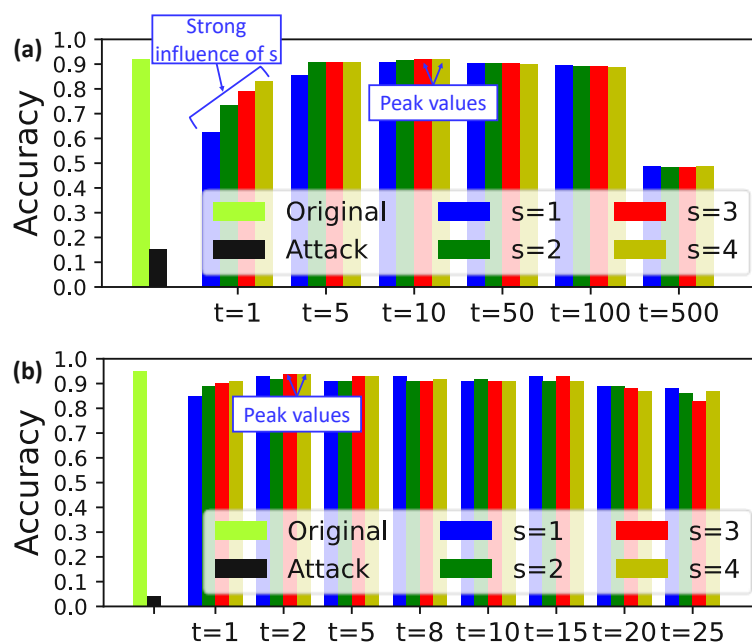 (a)
Strong
influence of s
1.0
0.9
0.8
0.7
0.6
0.5
0.4
0.3
0.2
0.1
0.0
Accuracy
Peak values
Original
Attack
s=1
s=2
s=3
s=4
t=1
t=5
t=10
t=50
t=100
t=500
(b)
1.0
0.9
0.8
0.7
0.6
0.5
0.4
0.3
0.2
0.1
0.0
Accuracy
Peak values
Original
Attack
s=1
s=2
s=3
s=4
t=1
t=2
t=5
t=8
t=10
t=15
t=20
t=25